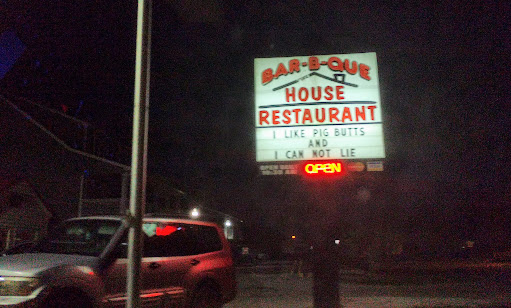 BAR-B-QUE
HOUSE
RESTAURANT
I LIKE PIG BUTTS
AND
I CAN NOT LIE
OPEN